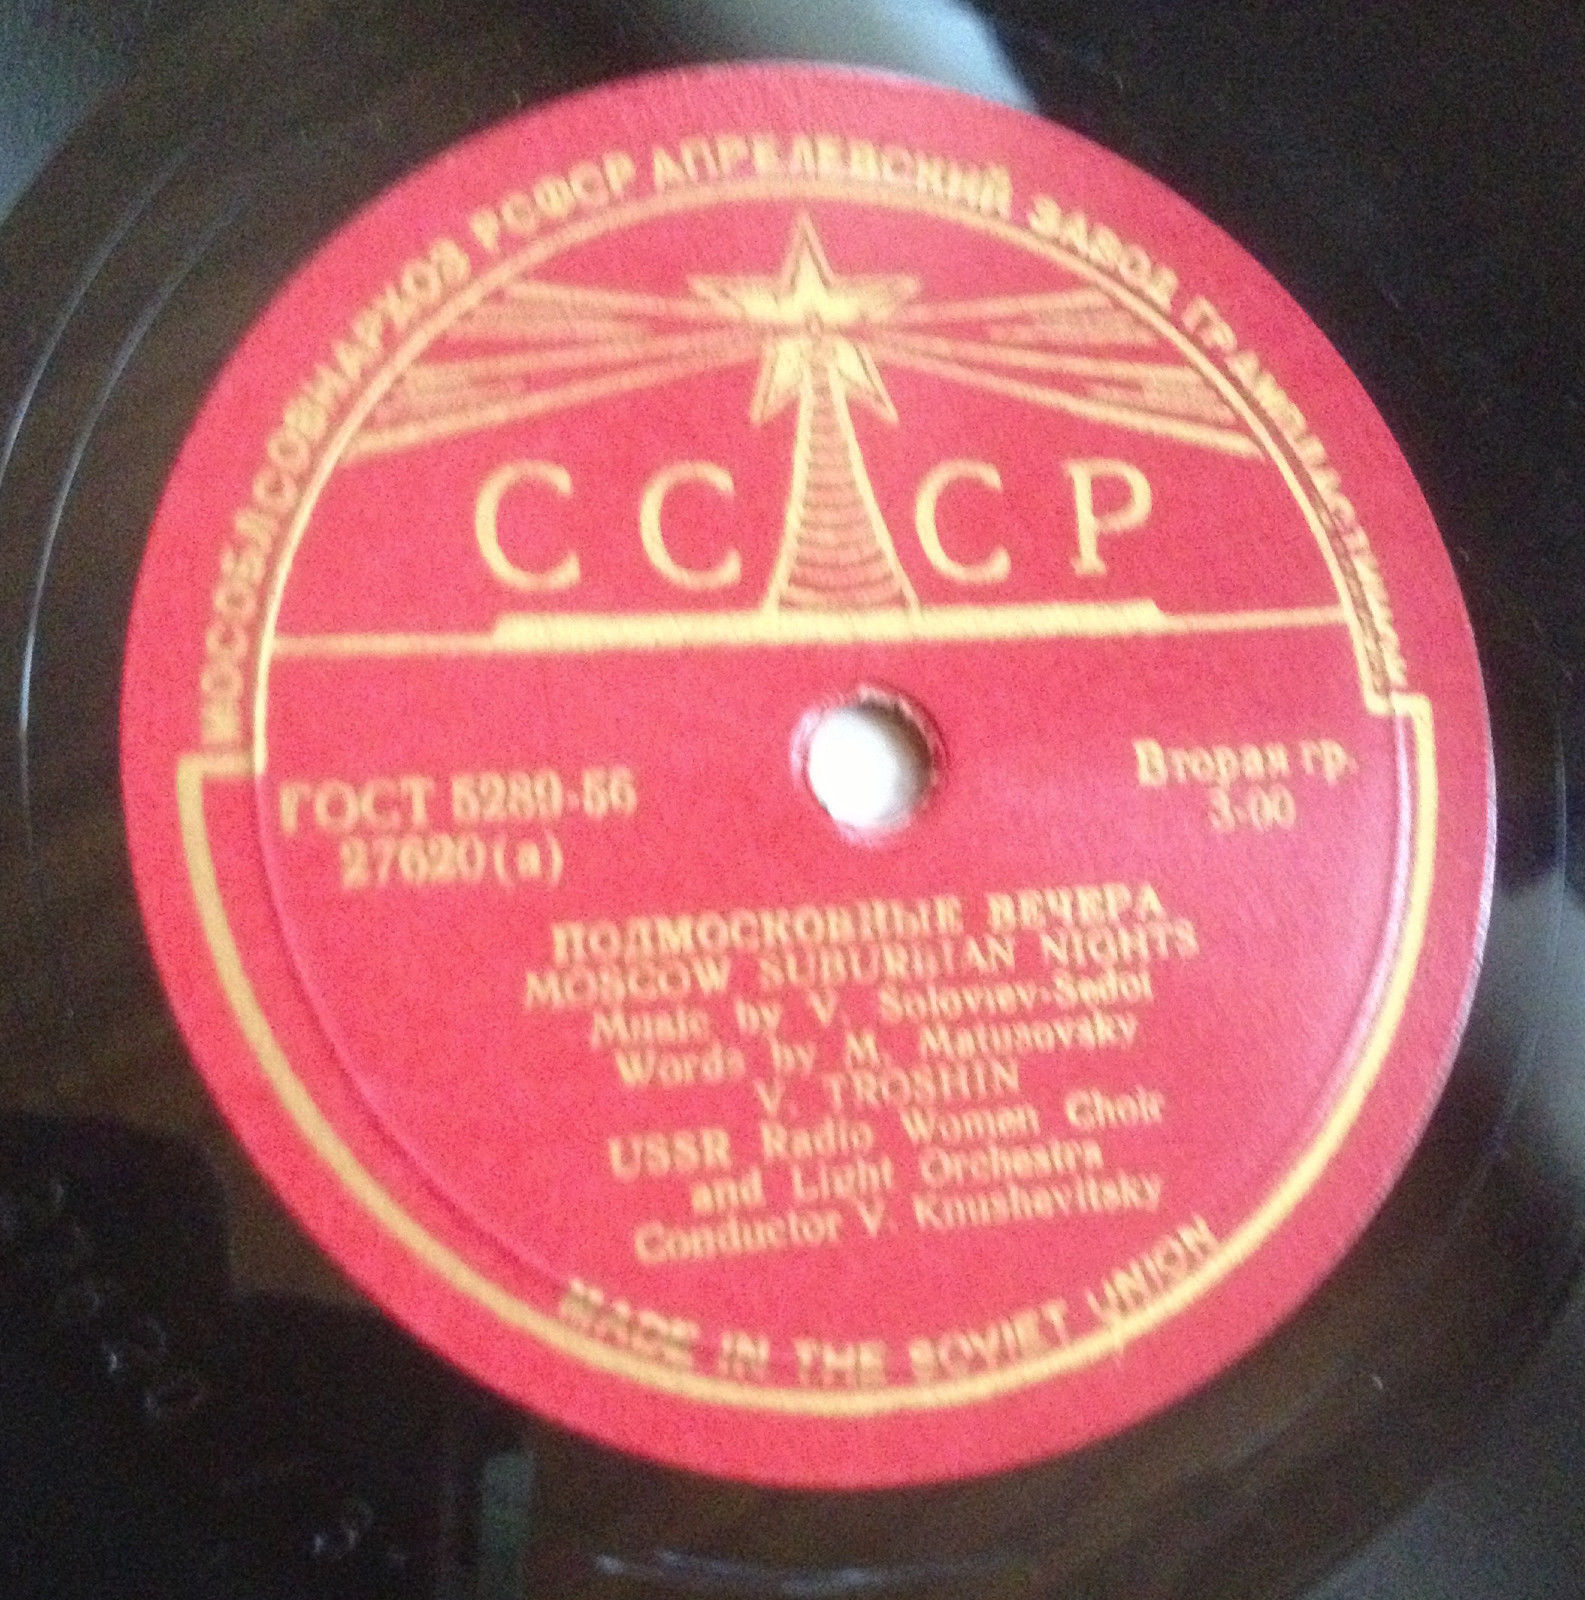 МОСОБЛСОВНАРХОЗ РСФСР АПРЕЛЕВСКИЙ ЗАВОД ГРАМПЛАСТИНОК
СССР
ГОСТ 5289-56
27620(а)
Вторая гр.
3-00
ПОДМОСКОВНЫЕ ВЕЧЕРА
MOSCOW SUBURBIAN NIGHTS
Music by V. Soloviev-Sedoi
Words by M. Matusovsky
V. TROSHIN
USSR Radio Women Choir
and Light Orchestra
Conductor V. Knushevitsky
MADE IN THE SOVIET UNION